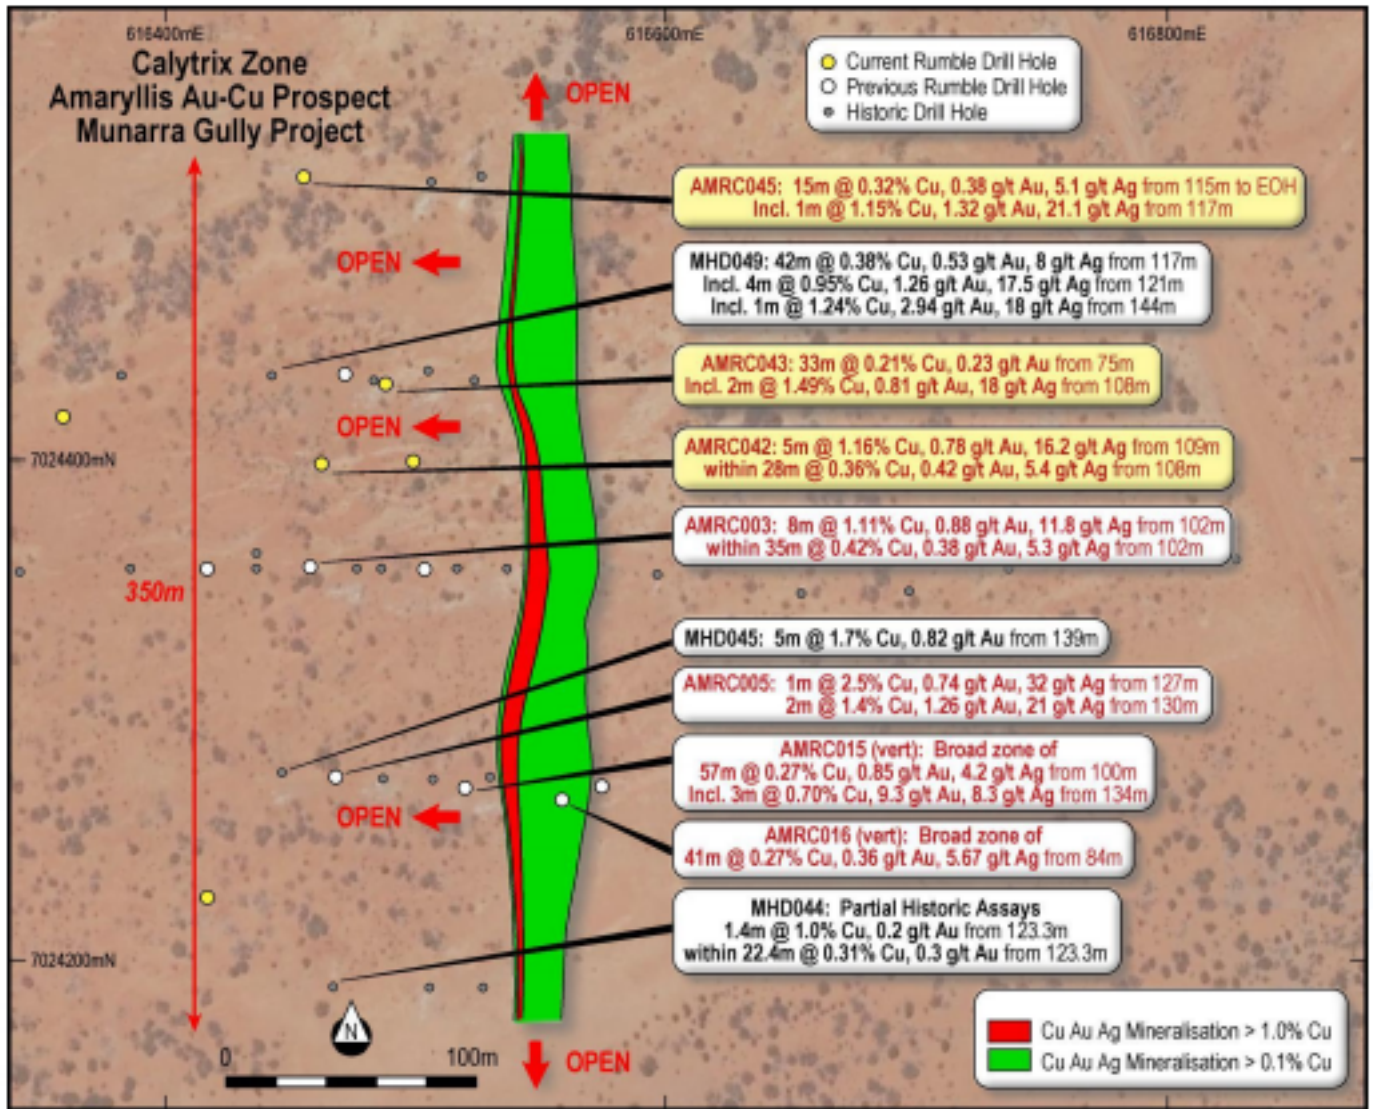 616400mE
616600mE
616800mE
Calytrix Zone
Amaryllis Au-Cu Prospect
Munarra Gully Project
OPEN
Current Rumble Drill Hole
Previous Rumble Drill Hole
Historic Drill Hole
AMRC045: 15m @ 0.32% Cu, 0.38 g/t Au, 5.1 g/t Ag from 115m to EOH
Incl. 1m @ 1.15% Cu, 1.32 g/t Au, 21.1 g/t Ag from 117m
OPEN
MHD049: 42m @ 0.38% Cu, 0.53 g/t Au, 8 g/t Ag from 117m
Incl. 4m @ 0.95% Cu, 1.26 g/t Au, 17.5 g/t Ag from 121m
Incl. 1m @ 1.24% Cu, 2.94 g/t Au, 18 g/t Ag from 144m
AMRC043: 33m @ 0.21% Cu, 0.23 g/t Au from 75m
Incl. 2m @ 1.49% Cu, 0.81 g/t Au, 18 g/t Ag from 108m
OPEN
7024400mN
AMRC042: 5m @ 1.16% Cu, 0.78 g/t Au, 16.2 g/t Ag from 109m
within 28m @ 0.36% Cu, 0.42 g/t Au, 5.4 g/t Ag from 108m
AMRC003: 8m @ 1.11% Cu, 0.88 g/t Au, 11.8 g/t Ag from 102m
within 35m @ 0.42% Cu, 0.38 g/t Au, 5.3 g/t Ag from 102m
350m
MHD045: 5m @ 1.7% Cu, 0.82 g/t Au from 139m
AMRC005: 1m @ 2.5% Cu, 0.74 g/t Au, 32 g/t Ag from 127m
2m @ 1.4% Cu, 1.26 g/t Au, 21 g/t Ag from 130m
AMRC015 (vert): Broad zone of
57m @ 0.27% Cu, 0.85 g/t Au, 4.2 g/t Ag from 100m
Incl. 3m @ 0.70% Cu, 9.3 g/t Au, 8.3 g/t Ag from 134m
OPEN
AMRC016 (vert): Broad zone of
41m @ 0.27% Cu, 0.36 g/t Au, 5.67 g/t Ag from 84m
MHD044: Partial Historic Assays
1.4m @ 1.0% Cu, 0.2 g/t Au from 123.3m
within 22.4m @ 0.31% Cu, 0.3 g/t Au from 123.3m
7024200mN
N
0 100m
OPEN
Cu Au Ag Mineralisation > 1.0% Cu
Cu Au Ag Mineralisation > 0.1% Cu